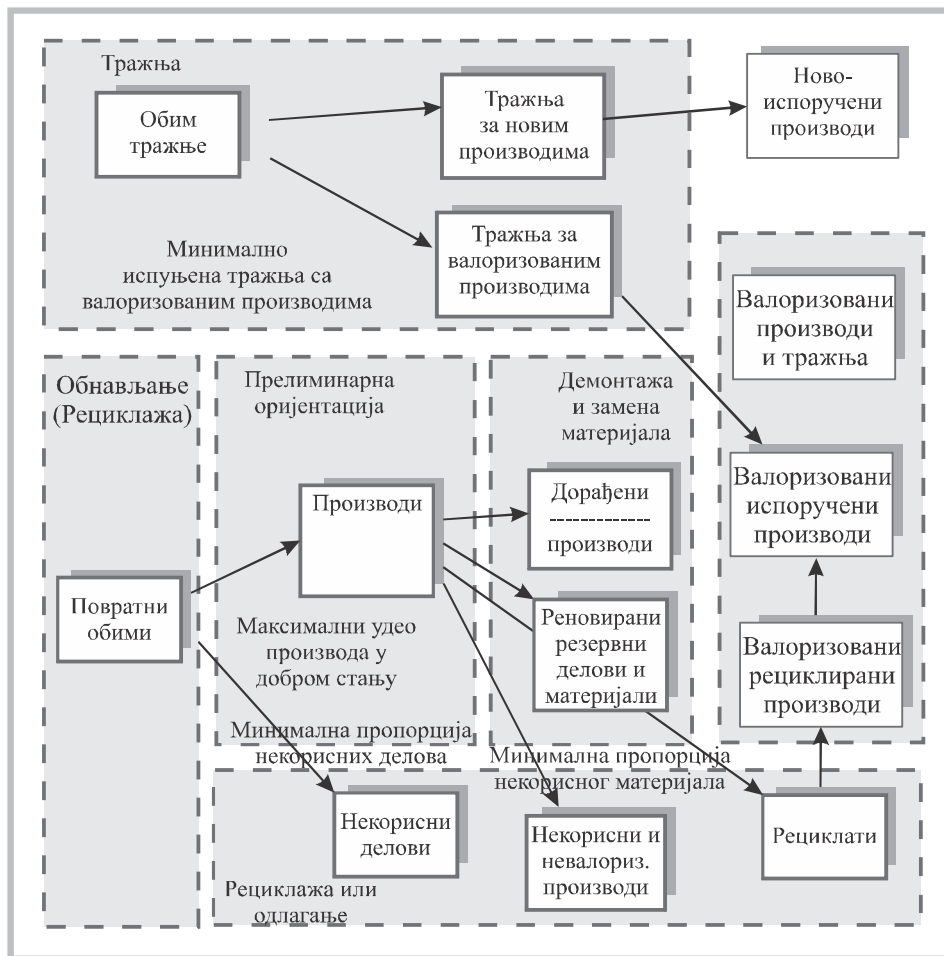 Тражња
Обим
тражње
Тражња
за новим
производима
Ново-
испоручени
производи
Тражња за
валоризованим
производима
Минимално
испуњена тражња са
валоризованим производима
Валоризовани
производи
и тражња
Обнављање
(Рециклажа)
Прелиминарна
оријентација
Демонтажа
и замена
материјала
Производи
Дорађени
-------------
производи
Валоризовани
испоручени
производи
Повратни
обими
Максимални удео
производа у
добром стању
Реновирани
резервни
делови и
материјали
Валоризовани
рециклирани
производи
Минимална пропорција
некорисних делова
Минимална пропорција
некорисног материјала
Некорисни
делови
Некорисни и
невалориз.
производи
Рециклати
Рециклажа или
одлагање